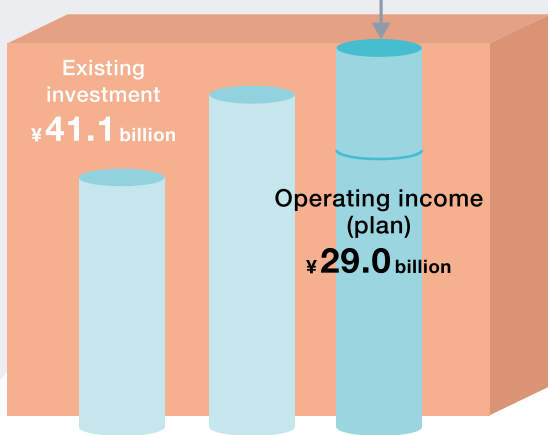 Existing
investment
¥41.1 billion
Operating income
(plan)
¥29.0 billion